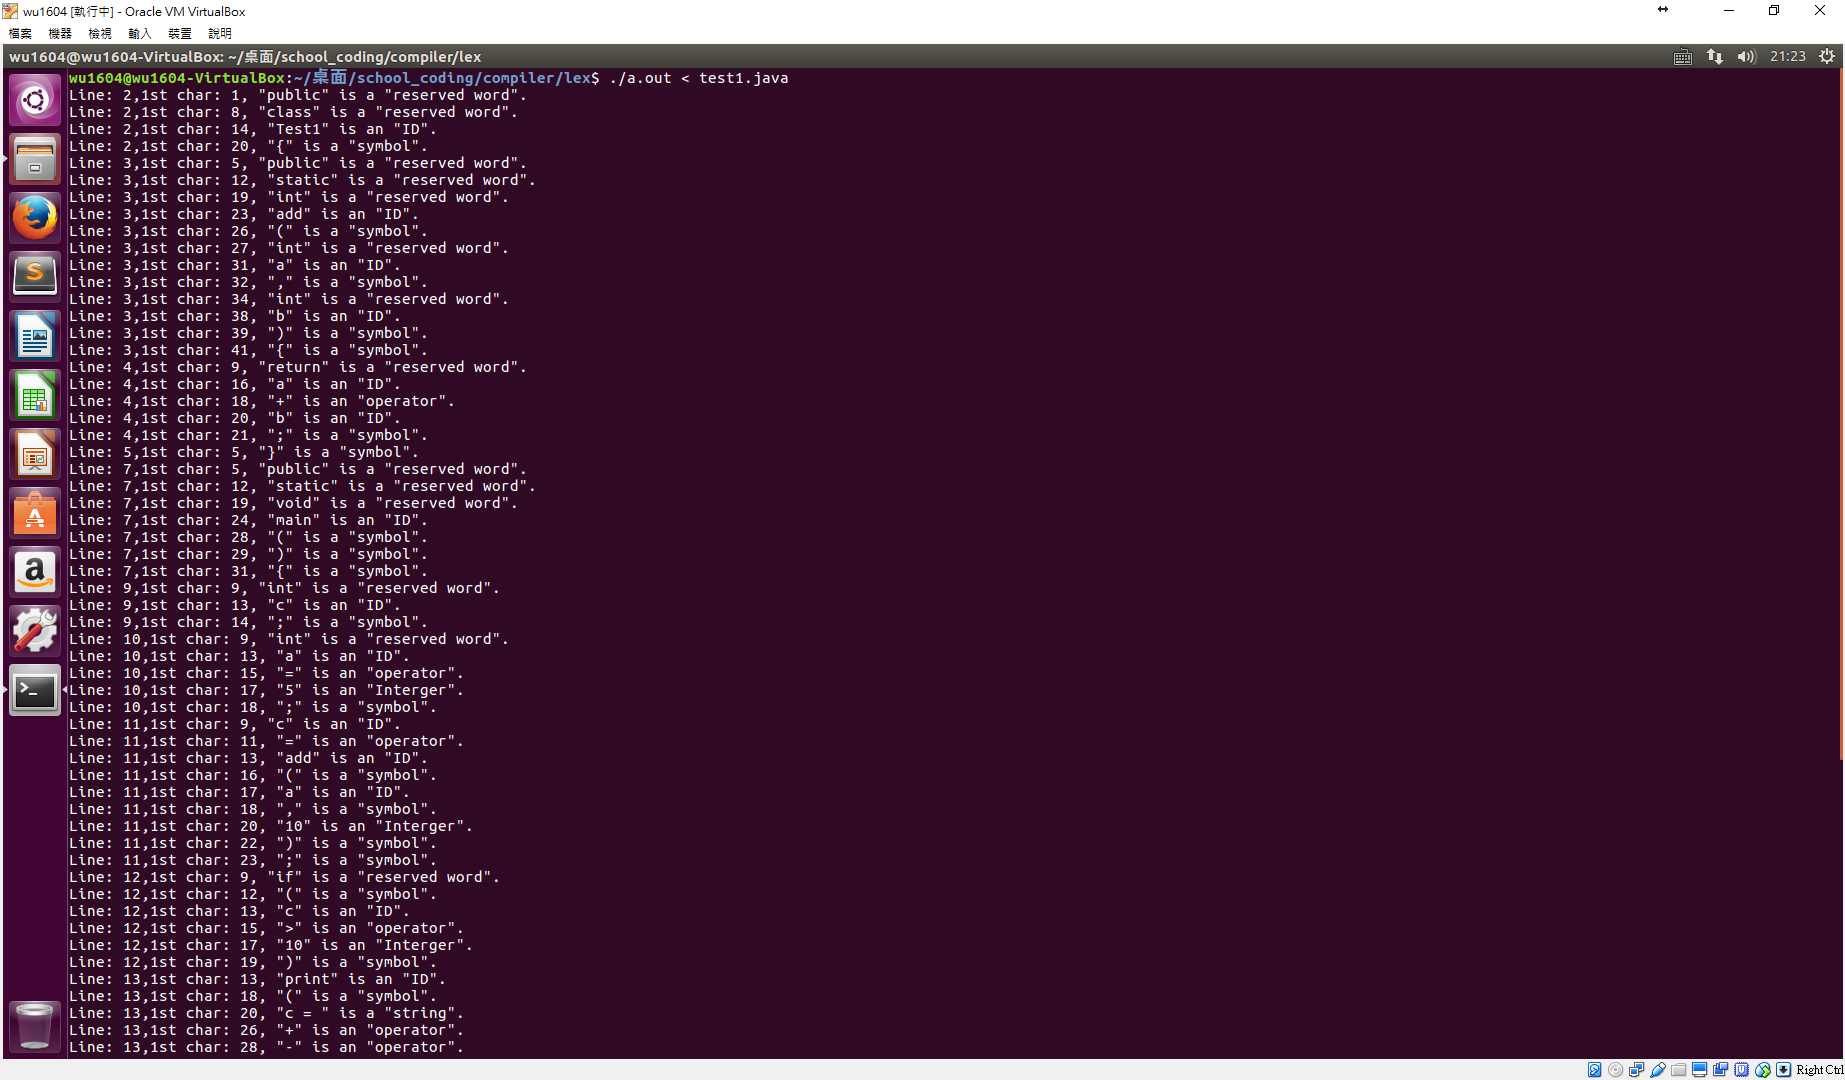 wu1604 [執行中] - Oracle VM VirtualBox
檔案 機器 檢視 輸入 裝置 說明
wu1604@wu1604-VirtualBox: ~/桌面/school_coding/compiler/lex 21:23
wu1604@wu1604-VirtualBox:~/桌面/school_coding/compiler/lex$ ./a.out < test1.java
Line: 2,1st char: 1, "public" is a "reserved word".
Line: 2,1st char: 8, "class" is a "reserved word".
Line: 2,1st char: 14, "Test1" is an "ID".
Line: 2,1st char: 20, "{" is a "symbol".
Line: 3,1st char: 5, "public" is a "reserved word".
Line: 3,1st char: 12, "static" is a "reserved word".
Line: 3,1st char: 19, "int" is a "reserved word".
Line: 3,1st char: 23, "add" is an "ID".
Line: 3,1st char: 26, "(" is a "symbol".
Line: 3,1st char: 27, "int" is a "reserved word".
Line: 3,1st char: 31, "a" is an "ID".
Line: 3,1st char: 32, "," is a "symbol".
Line: 3,1st char: 34, "int" is a "reserved word".
Line: 3,1st char: 38, "b" is an "ID".
Line: 3,1st char: 39, ")" is a "symbol".
Line: 3,1st char: 41, "{" is a "symbol".
Line: 4,1st char: 9, "return" is a "reserved word".
Line: 4,1st char: 16, "a" is an "ID".
Line: 4,1st char: 18, "+" is an "operator".
Line: 4,1st char: 20, "b" is an "ID".
Line: 4,1st char: 21, ";" is a "symbol".
Line: 5,1st char: 5, "}" is a "symbol".
Line: 7,1st char: 5, "public" is a "reserved word".
Line: 7,1st char: 12, "static" is a "reserved word".
Line: 7,1st char: 19, "void" is a "reserved word".
Line: 7,1st char: 24, "main" is an "ID".
Line: 7,1st char: 28, "(" is a "symbol".
Line: 7,1st char: 29, ")" is a "symbol".
Line: 7,1st char: 31, "{" is a "symbol".
Line: 9,1st char: 9, "int" is a "reserved word".
Line: 9,1st char: 13, "c" is an "ID".
Line: 9,1st char: 14, ";" is a "symbol".
Line: 10,1st char: 9, "int" is a "reserved word".
Line: 10,1st char: 13, "a" is an "ID".
Line: 10,1st char: 15, "=" is an "operator".
Line: 10,1st char: 17, "5" is an "Interger".
Line: 10,1st char: 18, ";" is a "symbol".
Line: 11,1st char: 9, "c" is an "ID".
Line: 11,1st char: 11, "=" is an "operator".
Line: 11,1st char: 13, "add" is an "ID".
Line: 11,1st char: 16, "(" is a "symbol".
Line: 11,1st char: 17, "a" is an "ID".
Line: 11,1st char: 18, "," is a "symbol".
Line: 11,1st char: 20, "10" is an "Interger".
Line: 11,1st char: 22, ")" is a "symbol".
Line: 11,1st char: 23, ";" is a "symbol".
Line: 12,1st char: 9, "if" is a "reserved word".
Line: 12,1st char: 12, "(" is a "symbol".
Line: 12,1st char: 13, "c" is an "ID".
Line: 12,1st char: 15, ">" is an "operator".
Line: 12,1st char: 17, "10" is an "Interger".
Line: 12,1st char: 19, ")" is a "symbol".
Line: 13,1st char: 13, "print" is an "ID".
Line: 13,1st char: 18, "(" is a "symbol".
Line: 13,1st char: 20, "c = " is a "string".
Line: 13,1st char: 26, "+" is an "operator".
Line: 13,1st char: 28, "-" is an "operator".
Right Ctrl